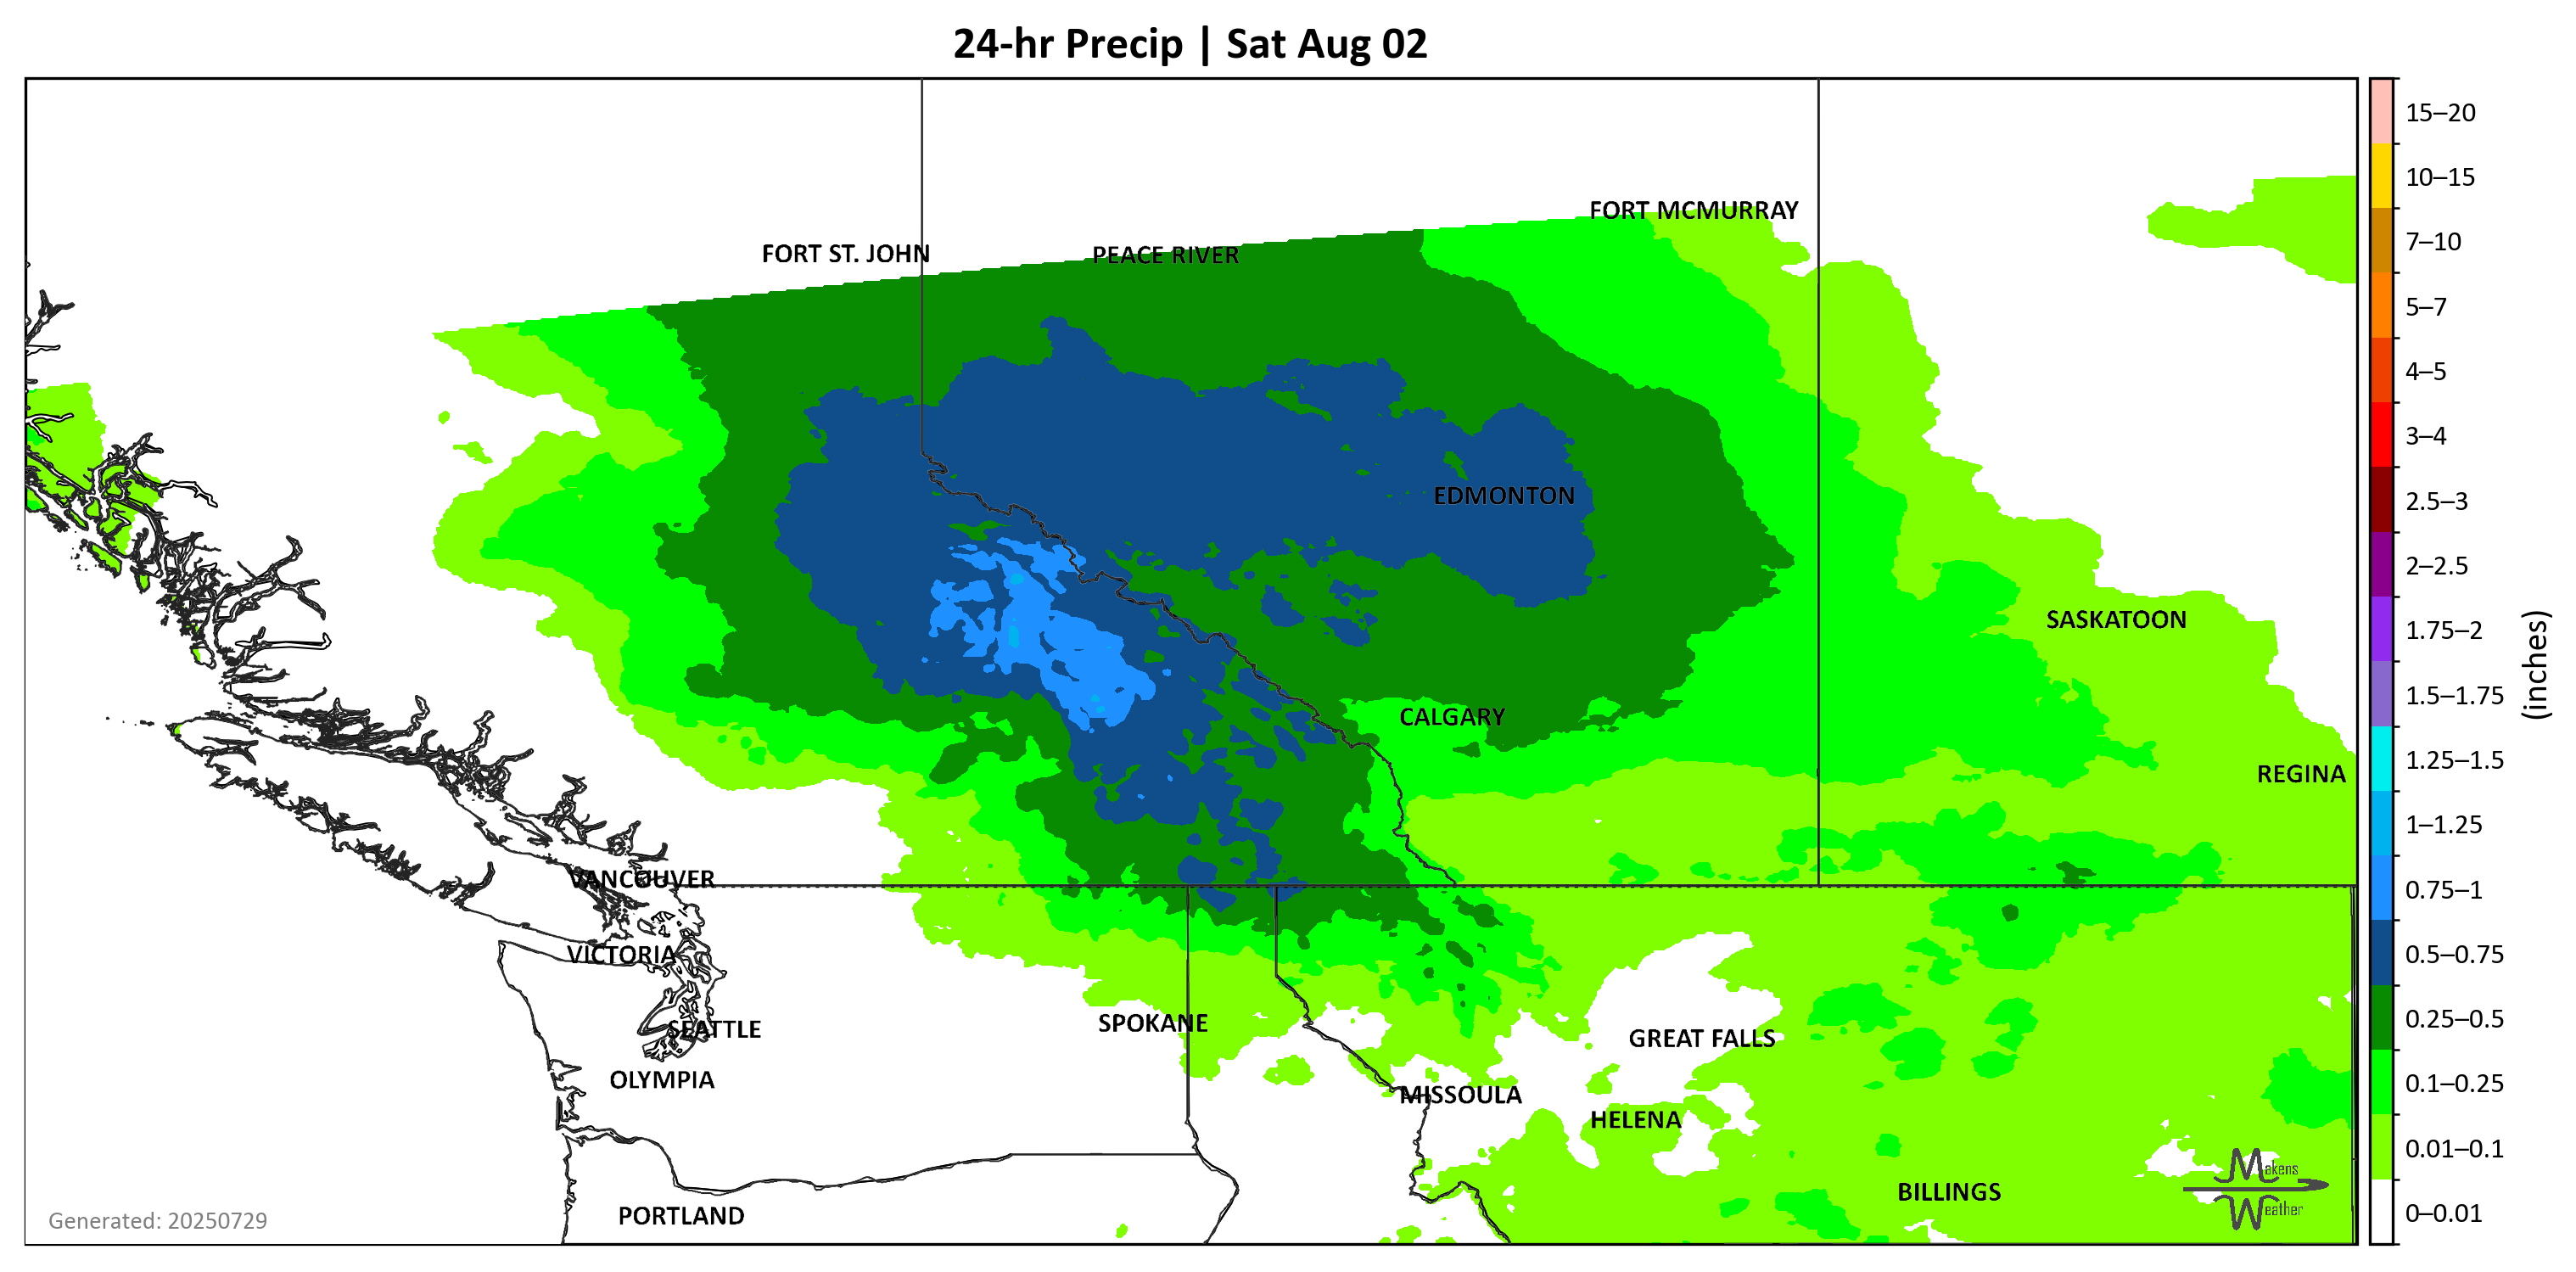 24-hr Precip | Sat Aug 02
15–20
10–15
7–10
5–7
4–5
3–4
2.5–3
2–2.5
1.75–2
1.5–1.75
1.25–1.5
1–1.25
0.75–1
0.5–0.75
0.25–0.5
0.1–0.25
0.01–0.1
0–0.01
(inches)
FORT MCMURRAY
FORT ST. JOHN
PEACE RIVER
EDMONTON
SASKATOON
CALGARY
REGINA
VANCOUVER
VICTORIA
SPOKANE
SEATTLE
GREAT FALLS
OLYMPIA
MISSOULA
HELENA
BILLINGS
PORTLAND
Makens
Weather
Generated: 20250729